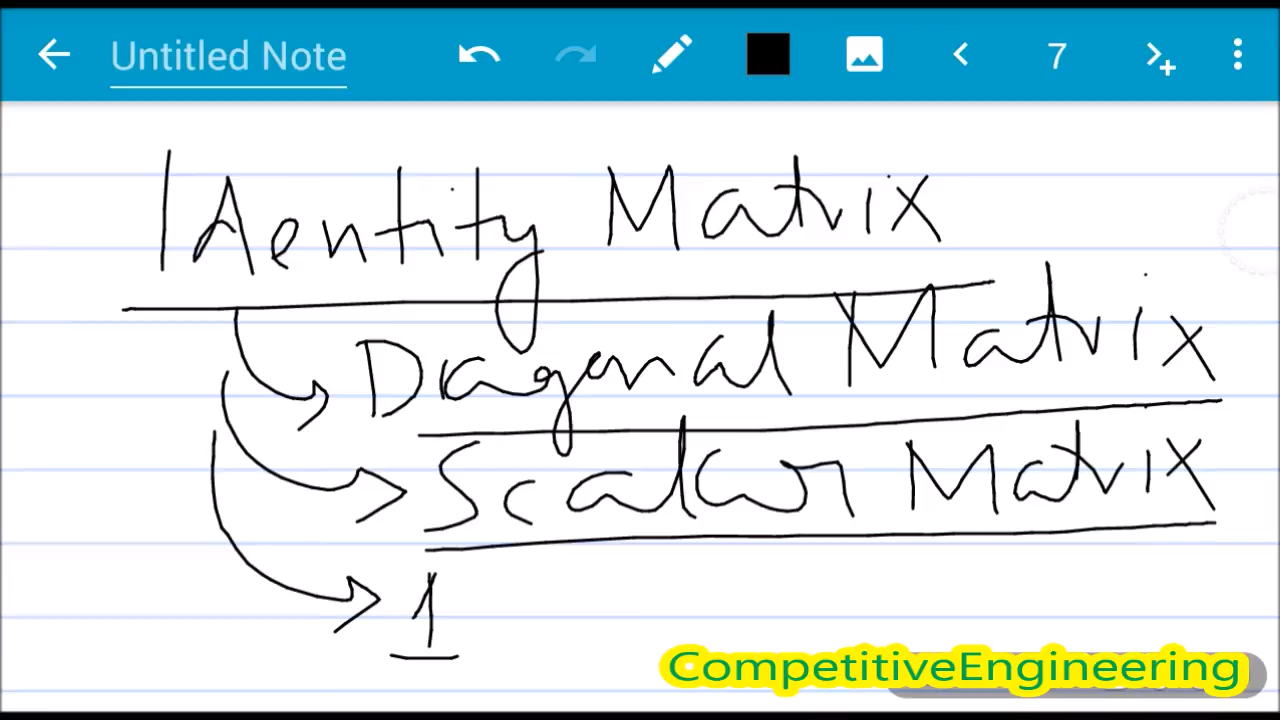 Untitled Note 7
Identity Matrix
Diagonal Matrix
Scalar Matrix
1
CompetitiveEngineering